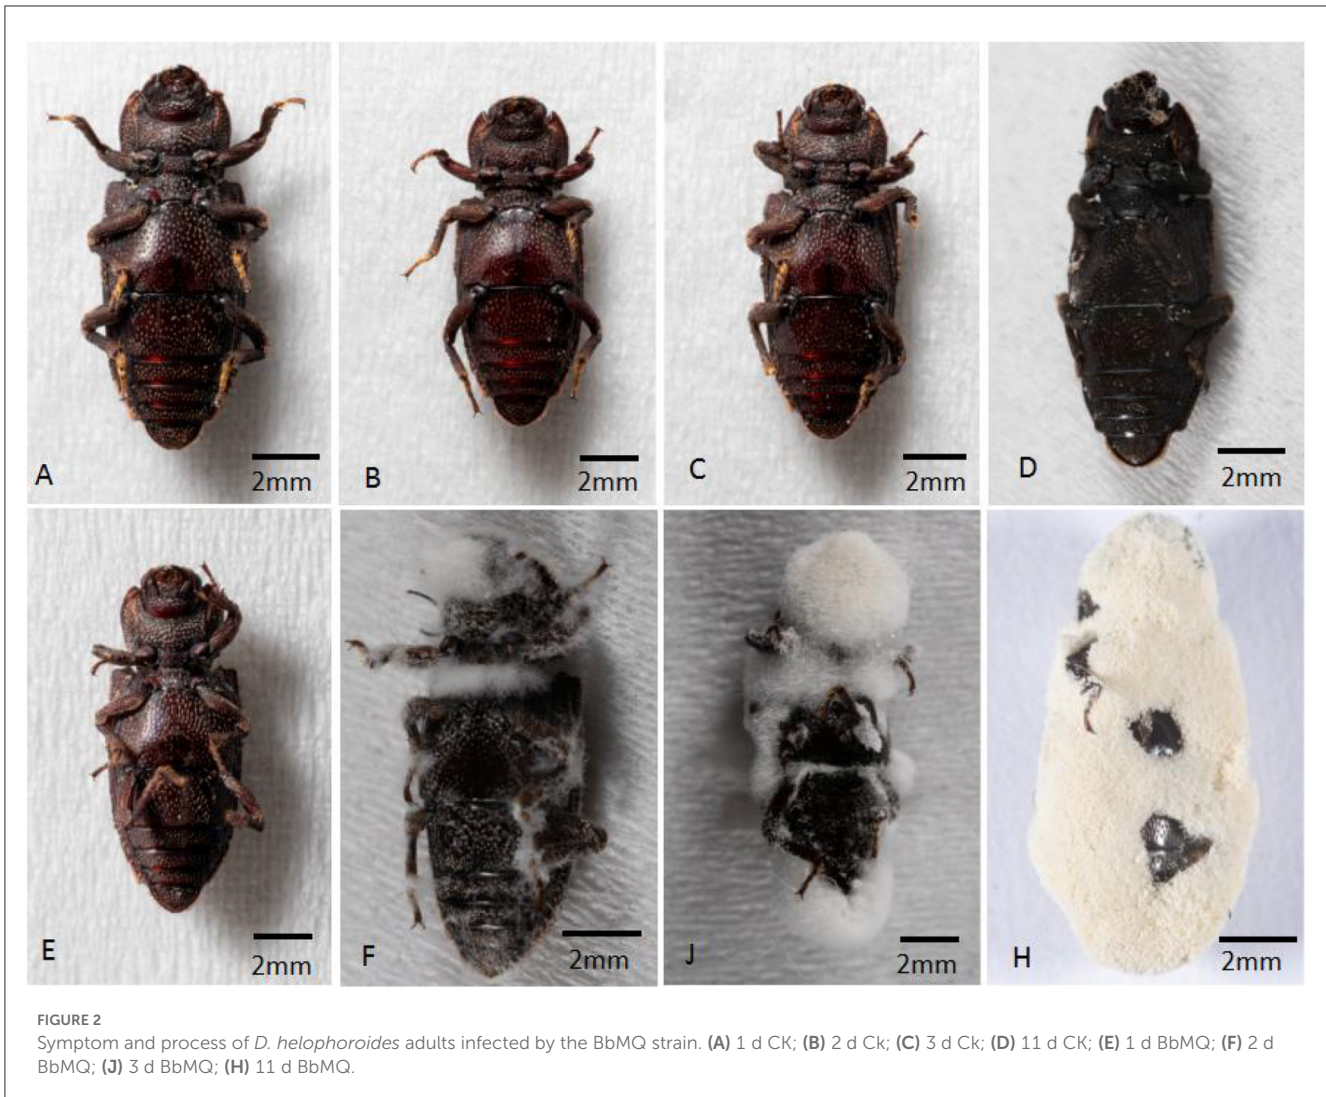 A
2mm
B
2mm
C
2mm
D
2mm
E
2mm
F
2mm
J
2mm
H
2mm
FIGURE 2
Symptom and process of D. helophoroides adults infected by the BbMQ strain. (A) 1 d CK; (B) 2 d Ck; (C) 3 d Ck; (D) 11 d CK; (E) 1 d BbMQ; (F) 2 d
BbMQ; (J) 3 d BbMQ; (H) 11 d BbMQ.